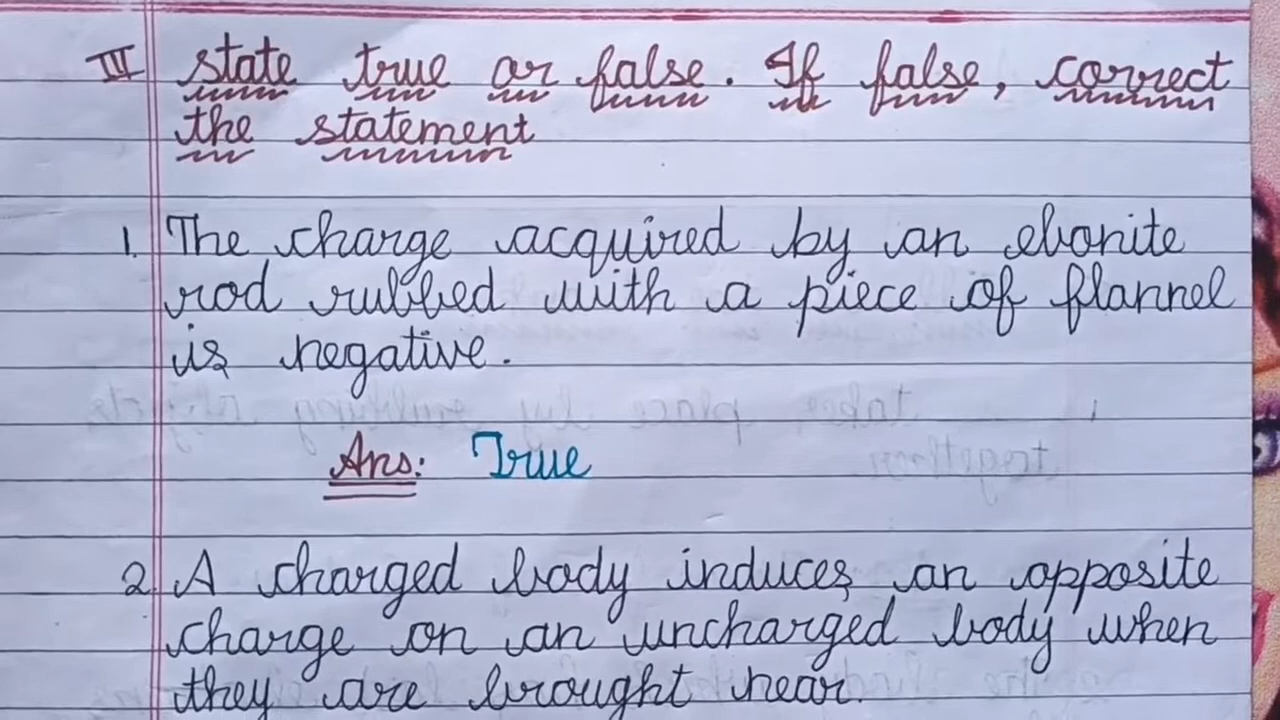 III state true or false. If false, correct
the statement
1. The charge acquired by an ebonite
rod rubbed with a piece of flannel
is negative.
Ans: True
2. A charged body induces an opposite
charge on an uncharged body when
they are brought near.